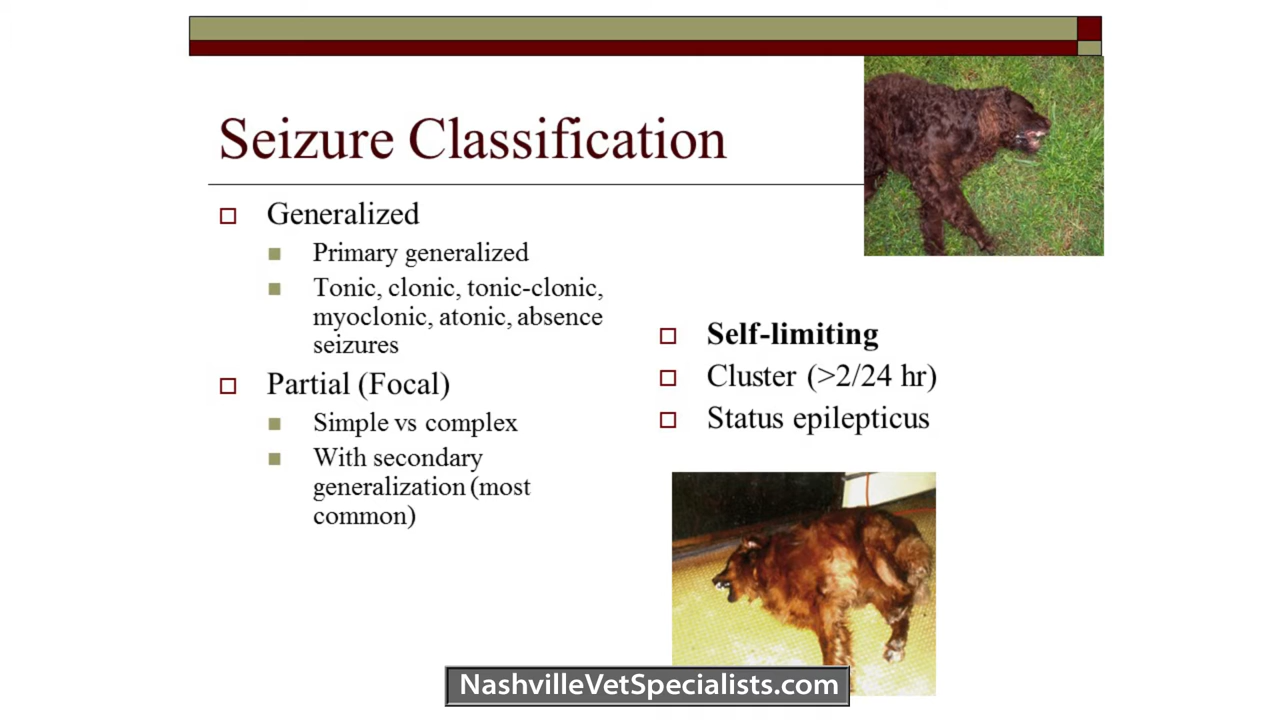 Seizure Classification
Generalized
Primary generalized
Tonic, clonic, tonic-clonic,
myoclonic, atonic, absence
seizures
Partial (Focal)
Simple vs complex
With secondary
generalization (most
common)
Self-limiting
Cluster (>2/24 hr)
Status epilepticus
NashvilleVetSpecialists.com